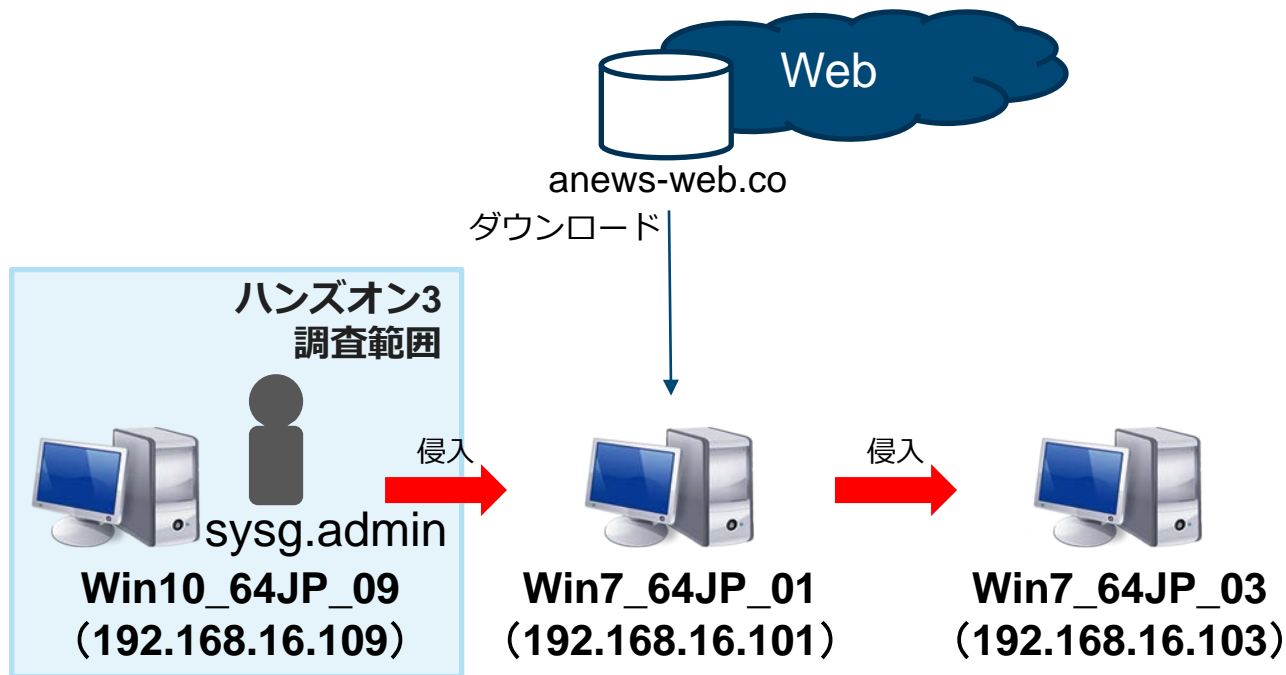 Web
anews-web.co
ダウンロード
ハンズオン3
調査範囲
侵入
侵入
sysg.admin
Win10_64JP_09
（192.168.16.109）
Win7_64JP_01
（192.168.16.101）
Win7_64JP_03
（192.168.16.103）